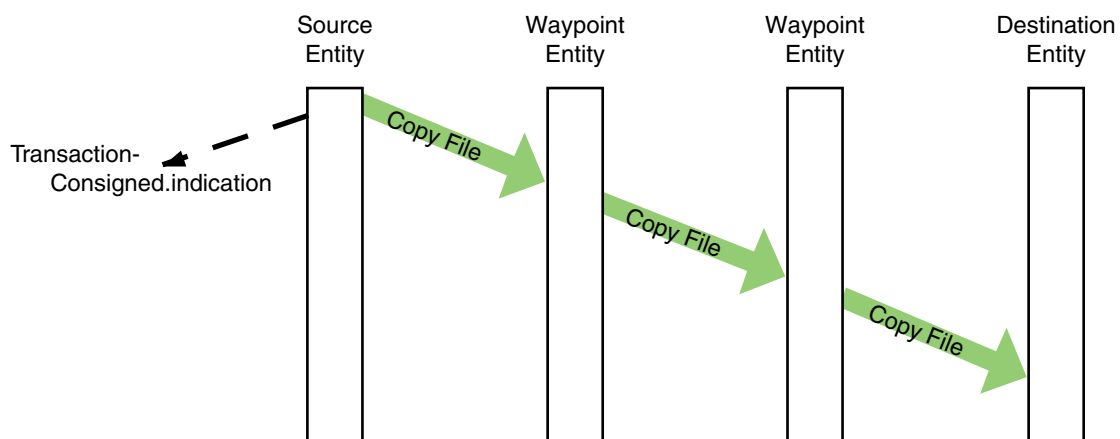 Source
Entity
Waypoint
Entity
Waypoint
Entity
Destination
Entity
Transaction-
Consigned.indication
Copy File
Copy File
Copy File